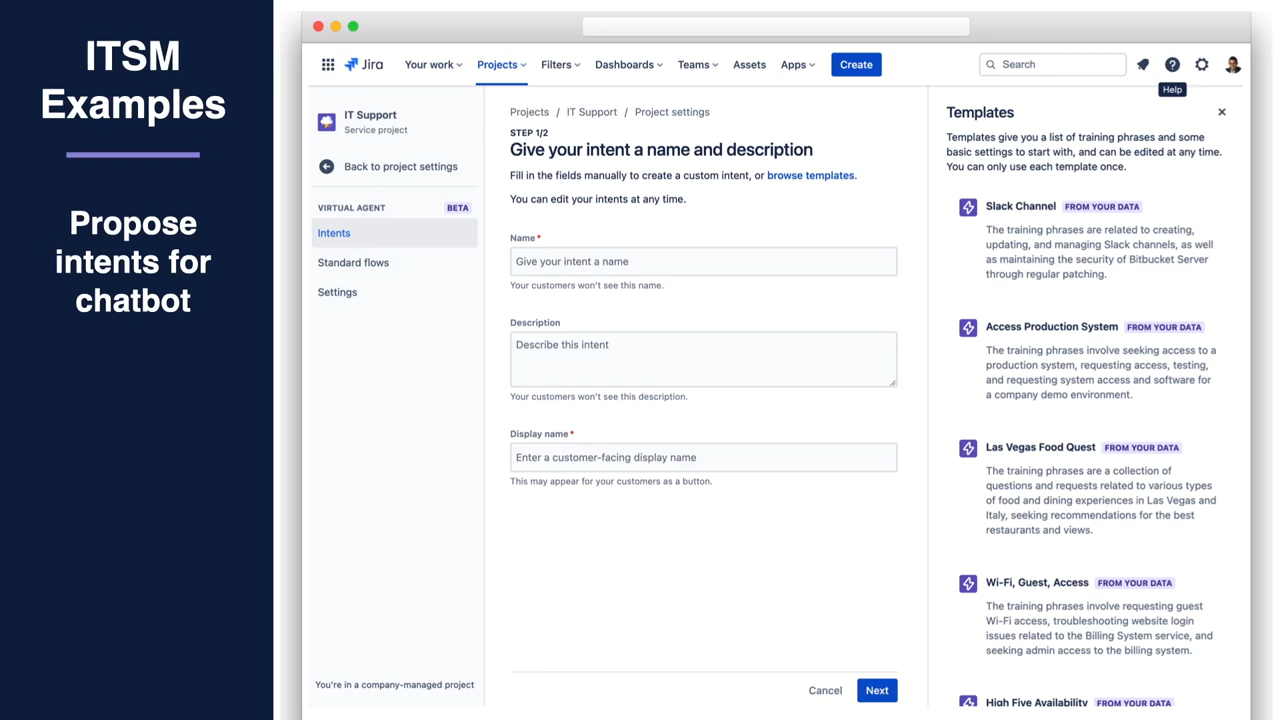 ITSM
Examples
Propose
intents for
chatbot
Jira
Your work
Projects
Filters
Dashboards
Teams
Assets
Apps
Create
Search
Help
IT Support
Service project
Back to project settings
VIRTUAL AGENT
BETA
Intents
Standard flows
Settings
You're in a company-managed project
Projects / IT Support / Project settings
STEP 1/2
Give your intent a name and description
Fill in the fields manually to create a custom intent, or browse templates.
You can edit your intents at any time.
Name*
Give your intent a name
Your customers won't see this name.
Description
Describe this intent
Your customers won't see this description.
Display name*
Enter a customer-facing display name
This may appear for your customers as a button.
Cancel
Next
Templates
Templates give you a list of training phrases and some
basic settings to start with, and can be edited at any time.
You can only use each template once.
Slack Channel FROM YOUR DATA
The training phrases are related to creating,
updating, and managing Slack channels, as well
as maintaining the security of Bitbucket Server
through regular patching.
Access Production System FROM YOUR DATA
The training phrases involve seeking access to a
production system, requesting access, testing,
and requesting system access and software for
a company demo environment.
Las Vegas Food Quest FROM YOUR DATA
The training phrases are a collection of
questions and requests related to various types
of food and dining experiences in Las Vegas and
Italy, seeking recommendations for the best
restaurants and views.
Wi-Fi, Guest, Access FROM YOUR DATA
The training phrases involve requesting guest
Wi-Fi access, troubleshooting website login
issues related to the Billing System service, and
seeking admin access to the billing system.
High Five Availability FROM YOUR DATA